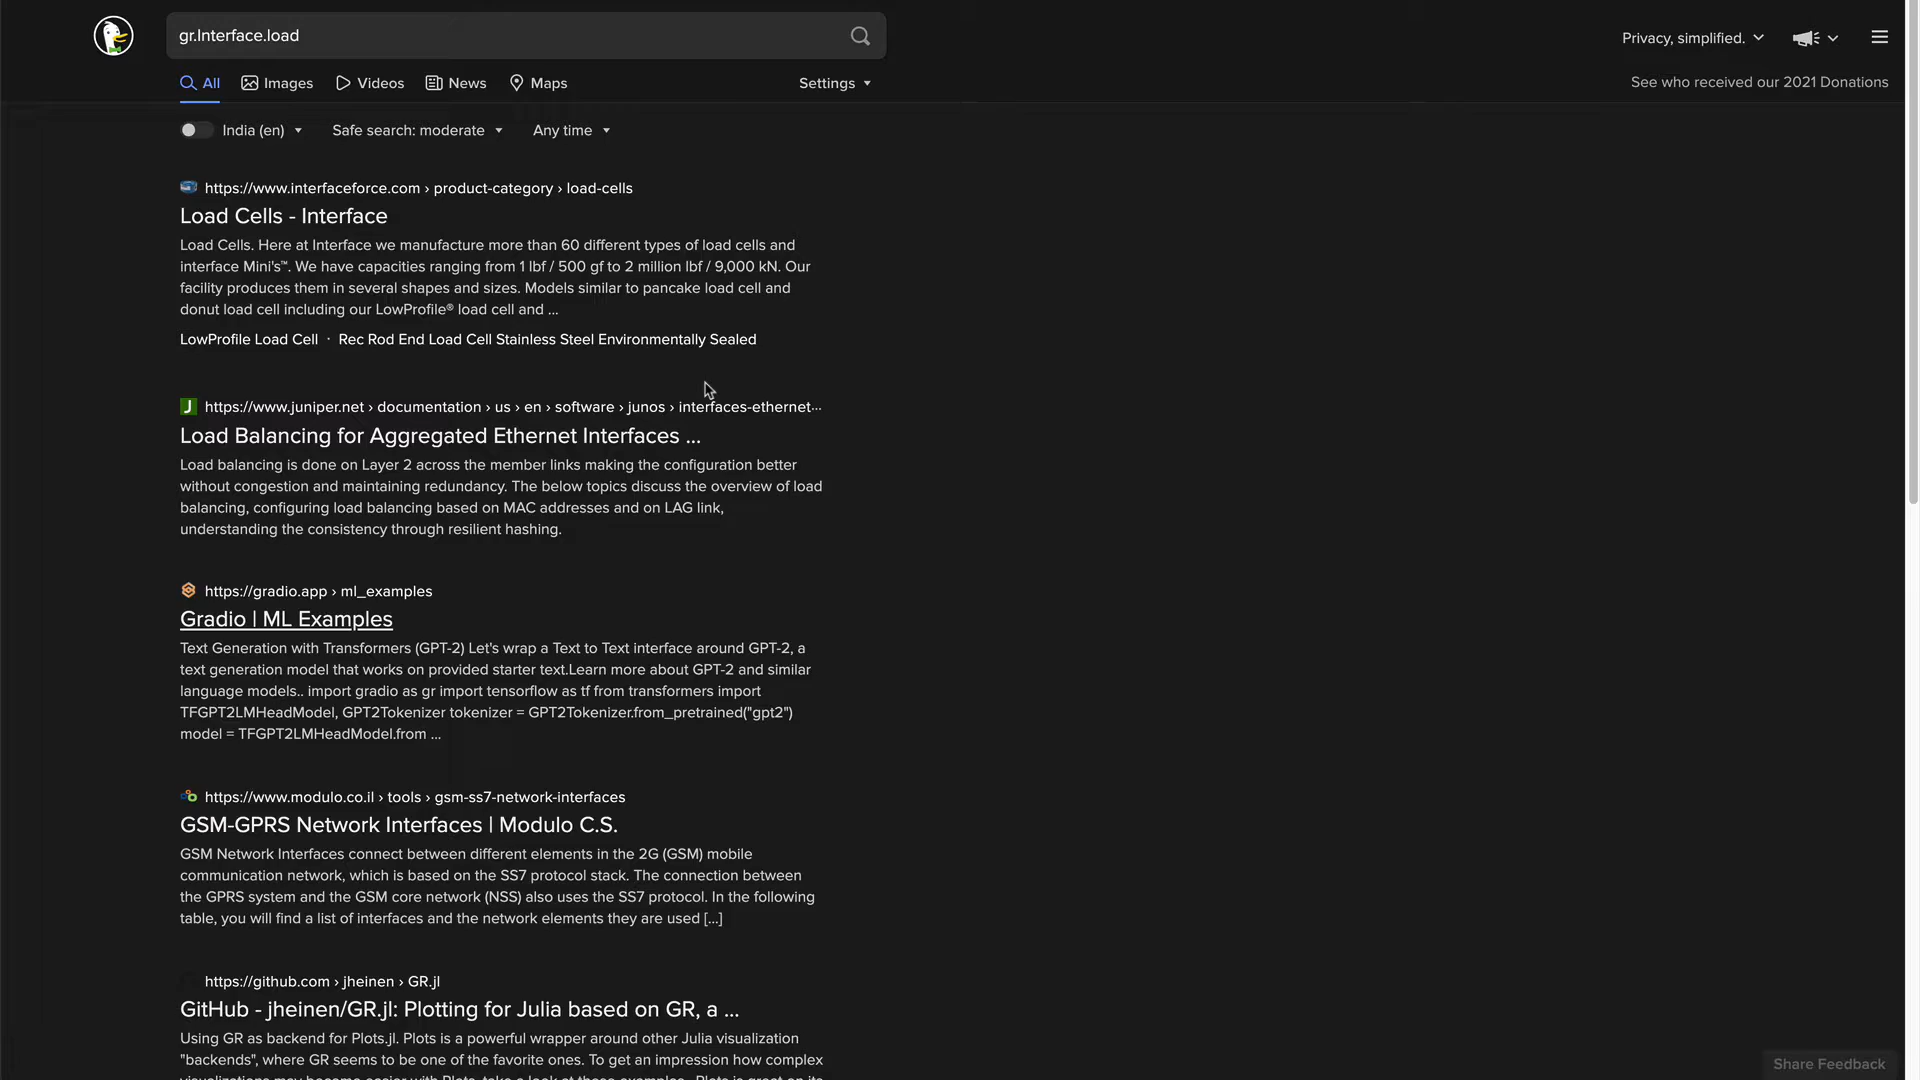 gr.Interface.load
Privacy, simplified.
All Images Videos News Maps Settings
See who received our 2021 Donations
India (en) Safe search: moderate Any time
https://www.interfaceforce.com › product-category › load-cells
Load Cells - Interface
Load Cells. Here at Interface we manufacture more than 60 different types of load cells and
interface Mini's™. We have capacities ranging from 1 lbf / 500 gf to 2 million lbf / 9,000 kN. Our
facility produces them in several shapes and sizes. Models similar to pancake load cell and
donut load cell including our LowProfile® load cell and ...
LowProfile Load Cell · Rec Rod End Load Cell Stainless Steel Environmentally Sealed
https://www.juniper.net › documentation › us › en › software › junos › interfaces-ethernet...
Load Balancing for Aggregated Ethernet Interfaces ...
Load balancing is done on Layer 2 across the member links making the configuration better
without congestion and maintaining redundancy. The below topics discuss the overview of load
balancing, configuring load balancing based on MAC addresses and on LAG link,
understanding the consistency through resilient hashing.
https://gradio.app › ml_examples
Gradio | ML Examples
Text Generation with Transformers (GPT-2) Let's wrap a Text to Text interface around GPT-2, a
text generation model that works on provided starter text.Learn more about GPT-2 and similar
language models.. import gradio as gr import tensorflow as tf from transformers import
TFGPT2LMHeadModel, GPT2Tokenizer tokenizer = GPT2Tokenizer.from_pretrained("gpt2")
model = TFGPT2LMHeadModel.from ...
https://www.modulo.co.il › tools › gsm-ss7-network-interfaces
GSM-GPRS Network Interfaces | Modulo C.S.
GSM Network Interfaces connect between different elements in the 2G (GSM) mobile
communication network, which is based on the SS7 protocol stack. The connection between
the GPRS system and the GSM core network (NSS) also uses the SS7 protocol. In the following
table, you will find a list of interfaces and the network elements they are used [...]
https://github.com › jheinen › GR.jl
GitHub - jheinen/GR.jl: Plotting for Julia based on GR, a ...
Using GR as backend for Plots.jl. Plots is a powerful wrapper around other Julia visualization
"backends", where GR seems to be one of the favorite ones. To get an impression how complex
Share Feedback